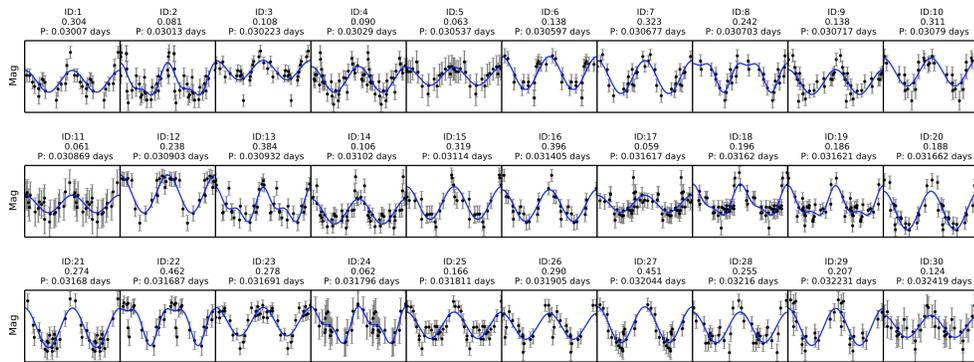 ID:1 ID:2 ID:3 ID:4 ID:5 ID:6 ID:7 ID:8 ID:9 ID:10
0.304 0.081 0.108 0.090 0.063 0.138 0.323 0.242 0.138 0.311
P: 0.03007 days P: 0.03013 days P: 0.030223 days P: 0.03029 days P: 0.030537 days P: 0.030597 days P: 0.030677 days P: 0.030703 days P: 0.030717 days P: 0.03079 days
Mag
ID:11 ID:12 ID:13 ID:14 ID:15 ID:16 ID:17 ID:18 ID:19 ID:20
0.061 0.238 0.384 0.106 0.319 0.396 0.059 0.196 0.186 0.188
P: 0.030869 days P: 0.030903 days P: 0.030932 days P: 0.03102 days P: 0.03114 days P: 0.031405 days P: 0.031617 days P: 0.03162 days P: 0.031621 days P: 0.031662 days
Mag
ID:21 ID:22 ID:23 ID:24 ID:25 ID:26 ID:27 ID:28 ID:29 ID:30
0.274 0.462 0.278 0.062 0.166 0.290 0.451 0.255 0.207 0.124
P: 0.03168 days P: 0.031687 days P: 0.031691 days P: 0.031796 days P: 0.031811 days P: 0.031905 days P: 0.032044 days P: 0.03216 days P: 0.032231 days P: 0.032419 days
Mag